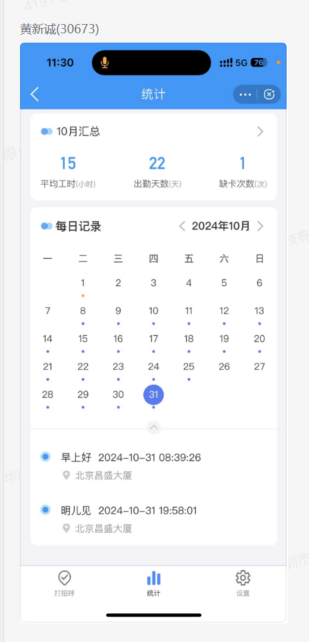 黄新诚(30673)
11:30 5G 76
统计
10月汇总
15 22 1
平均工时(小时) 出勤天数(天) 缺卡次数(次)
每日记录 2024年10月
一 二 三 四 五 六 日
1 2 3 4 5 6
7 8 9 10 11 12 13
14 15 16 17 18 19 20
21 22 23 24 25 26 27
28 29 30 31
早上好 2024-10-31 08:39:26
北京昌盛大厦
明儿见 2024-10-31 19:58:01
北京昌盛大厦
打招呼 统计 设置